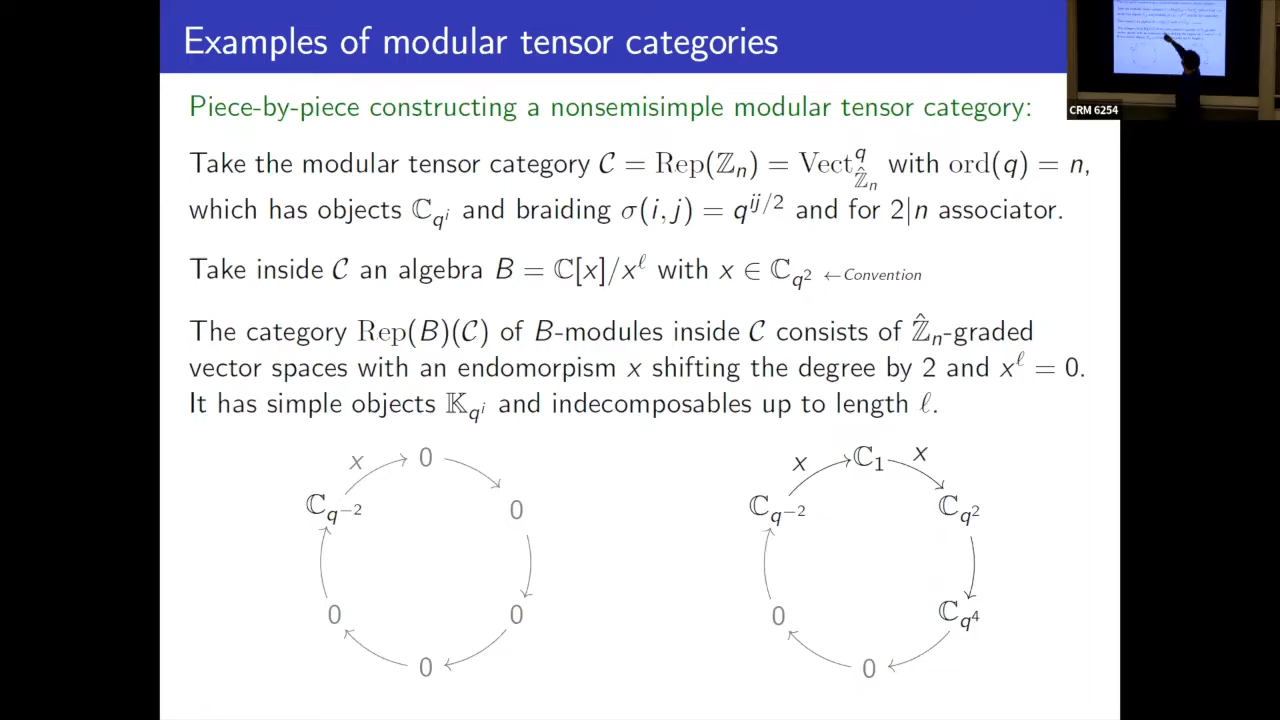 Examples of modular tensor categories
CRM 6254
Piece-by-piece constructing a nonsemisimple modular tensor category:
Take the modular tensor category 𝒞 = Rep(ℤₙ) = Vect^q_{ℤ̂ₙ} with ord(q) = n,
which has objects ℂ_{q^i} and braiding σ(i, j) = q^{ij/2} and for 2|n associator.
Take inside 𝒞 an algebra B = ℂ[x]/x^ℓ with x ∈ ℂ_{q^2} ←Convention
The category Rep(B)(𝒞) of B-modules inside 𝒞 consists of ℤ̂ₙ-graded
vector spaces with an endomorpism x shifting the degree by 2 and x^ℓ = 0.
It has simple objects 𝕂_{q^i} and indecomposables up to length ℓ.
x 0
ℂ_{q^{-2}} 0
0 0
0
x ℂ_1 x
ℂ_{q^{-2}} ℂ_{q^2}
0 ℂ_{q^4}
0